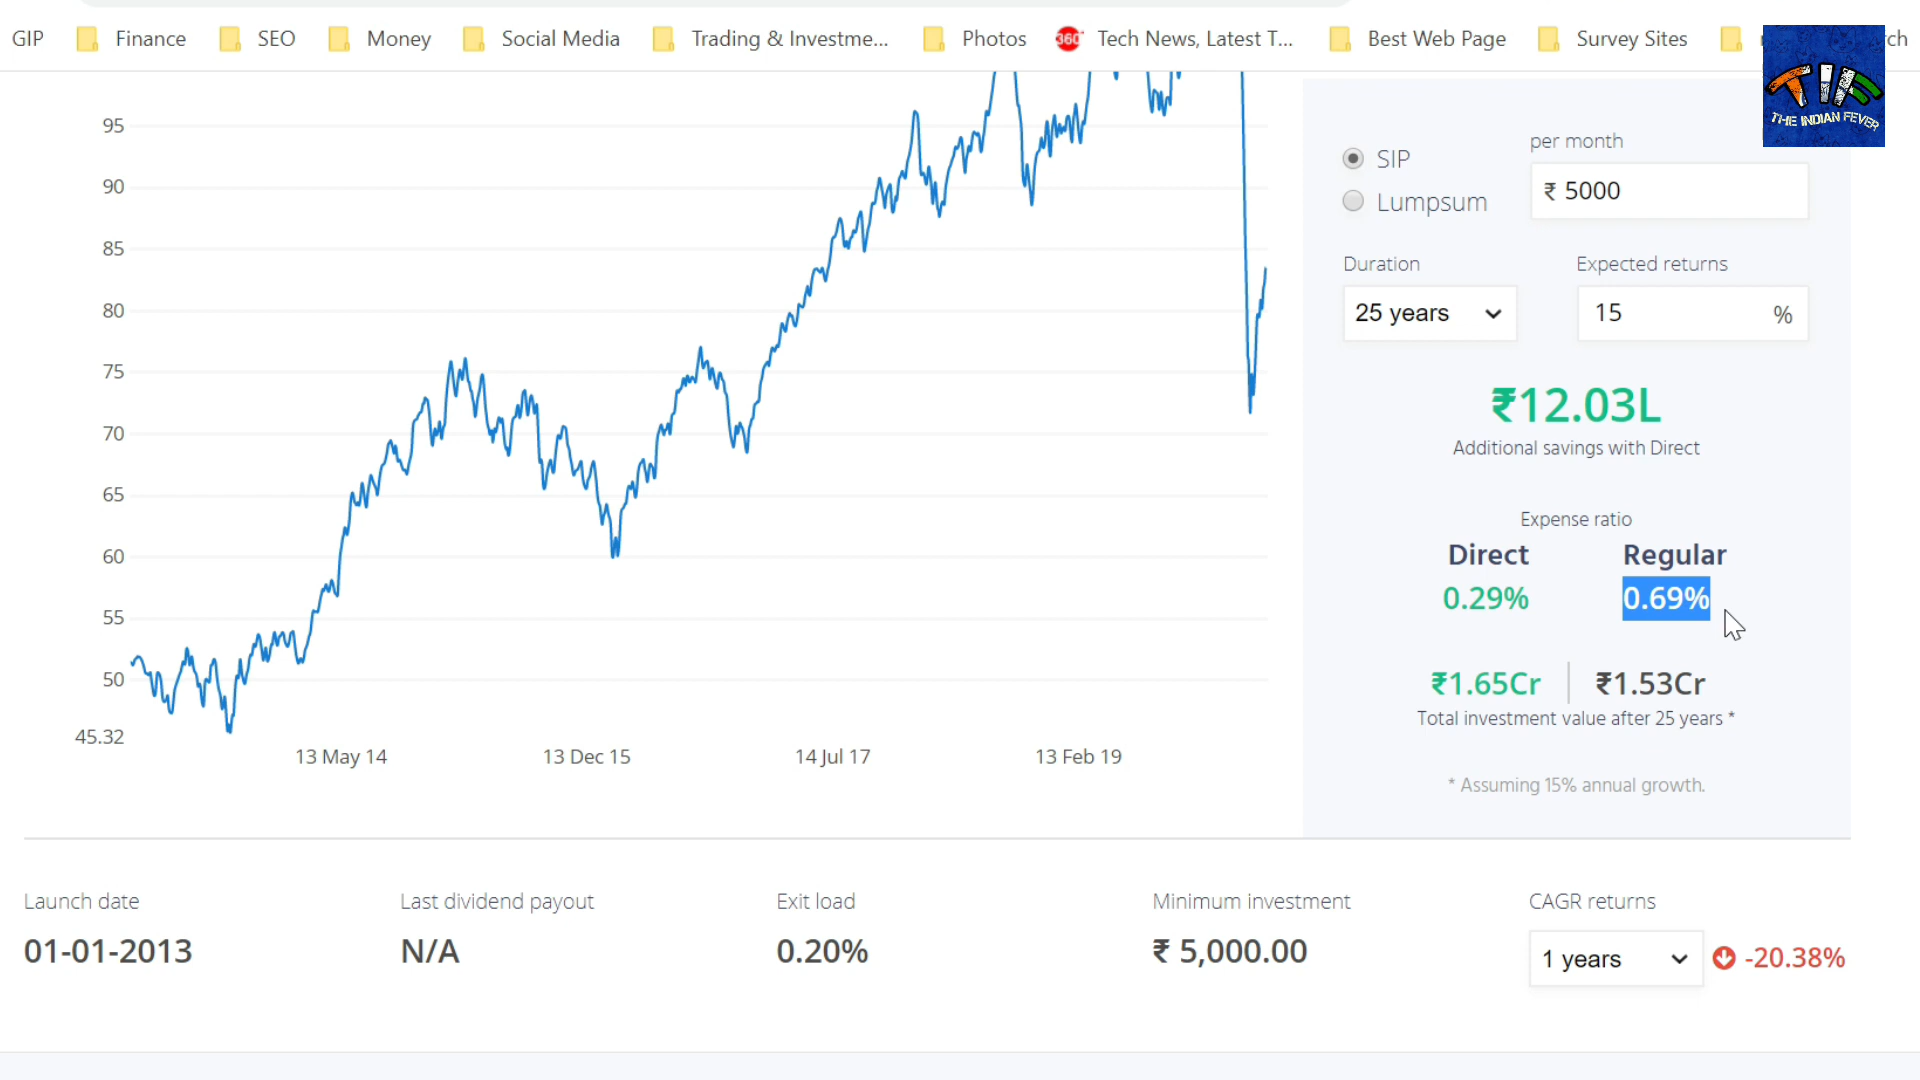 GIP Finance SEO Money Social Media Trading & Investme... Photos 360 Tech News, Latest T... Best Web Page Survey Sites
TIF
THE INDIAN FEVER
95
90
85
80
75
70
65
60
55
50
45.32
13 May 14 13 Dec 15 14 Jul 17 13 Feb 19
SIP
Lumpsum
per month
₹ 5000
Duration Expected returns
25 years 15 %
₹12.03L
Additional savings with Direct
Expense ratio
Direct Regular
0.29% 0.69%
₹1.65Cr ₹1.53Cr
Total investment value after 25 years *
* Assuming 15% annual growth.
Launch date Last dividend payout Exit load Minimum investment CAGR returns
01-01-2013 N/A 0.20% ₹ 5,000.00 1 years -20.38%